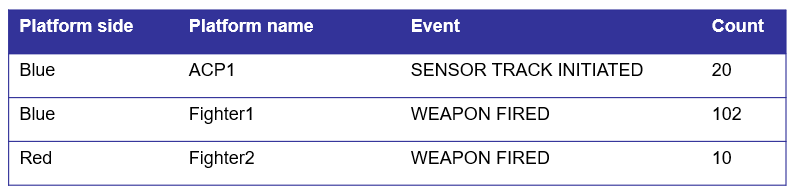 Platform side Platform name Event Count
Blue ACP1 SENSOR TRACK INITIATED 20
Blue Fighter1 WEAPON FIRED 102
Red Fighter2 WEAPON FIRED 10